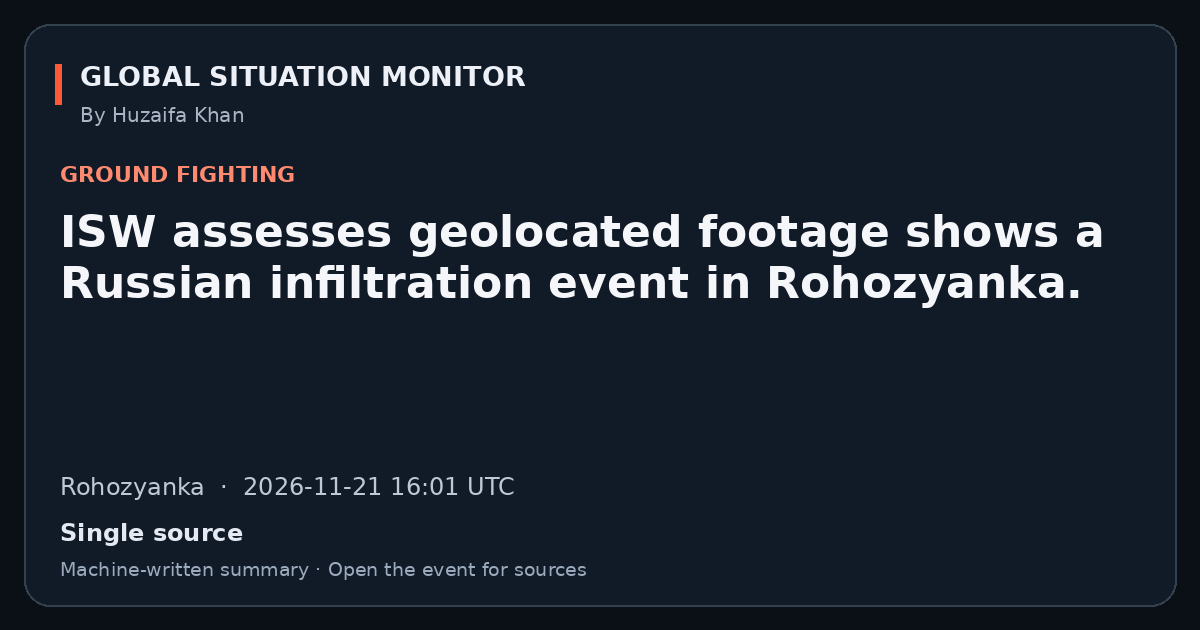 GLOBAL SITUATION MONITOR
By Huzaifa Khan
GROUND FIGHTING
ISW assesses geolocated footage shows a
Russian infiltration event in Rohozyanka.
Rohozyanka · 2026-11-21 16:01 UTC
Single source
Machine-written summary · Open the event for sources